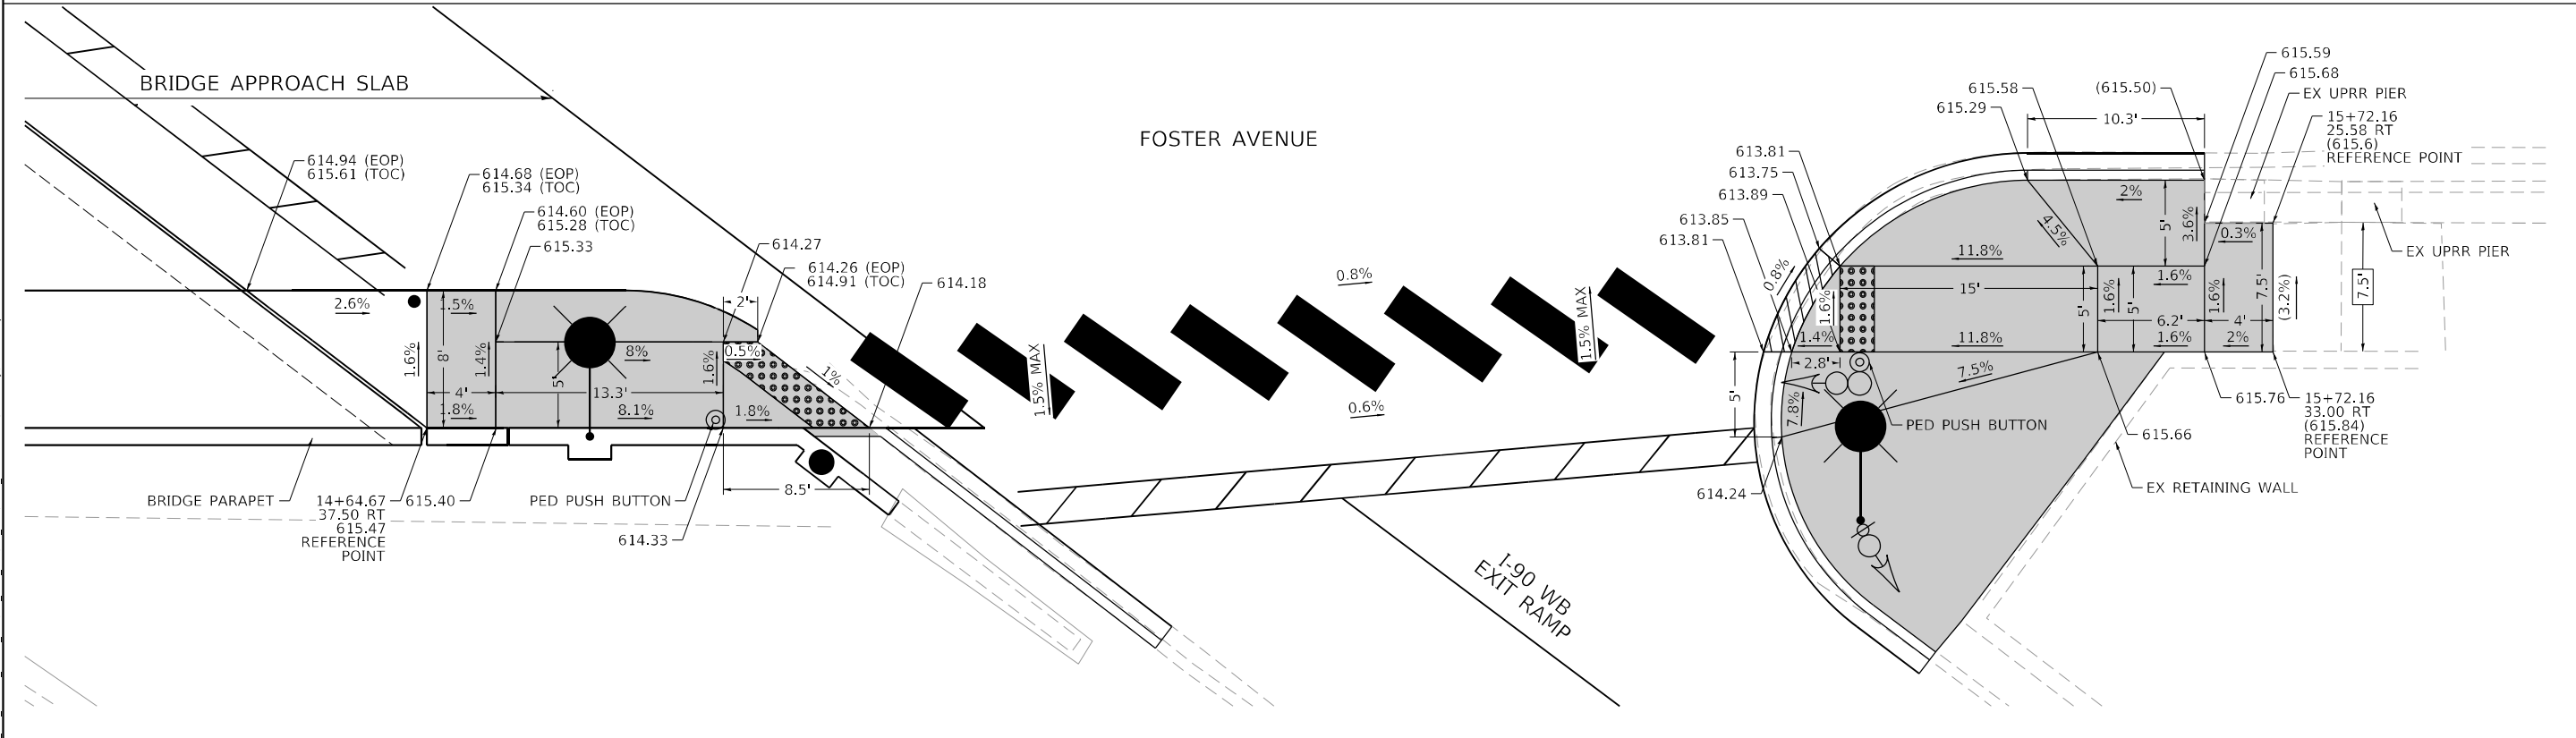 BRIDGE APPROACH SLAB
614.94 (EOP)
615.61 (TOC)
614.68 (EOP)
615.34 (TOC)
614.60 (EOP)
615.28 (TOC)
615.33
614.27
614.26 (EOP)
614.91 (TOC)
614.18
2.6%
1.5%
2'
1.6%
8'
1.4%
8%
5'
1.6%
0.5%
1%
4'
13.3'
1.8%
8.1%
1.8%
8.5'
BRIDGE PARAPET
14+64.67
37.50 RT
615.47
REFERENCE
POINT
615.40
PED PUSH BUTTON
614.33
FOSTER AVENUE
0.8%
0.6%
1.5% MAX
1.5% MAX
I-90 WB
EXIT RAMP
613.81
613.75
613.89
613.85
613.81
615.58
615.29
(615.50)
10.3'
615.59
615.68
EX UPRR PIER
15+72.16
25.58 RT
(615.6)
REFERENCE POINT
EX UPRR PIER
2%
5'
3.6%
0.3%
4.5%
11.8%
0.8%
15'
1.6%
1.6%
5'
1.6%
5'
1.6%
7.5'
(3.2%)
7.5'
6.2'
4'
1.4%
11.8%
1.6%
2%
2.8'
7.5%
5'
7.8%
PED PUSH BUTTON
614.24
615.76
15+72.16
33.00 RT
(615.84)
REFERENCE
POINT
615.66
EX RETAINING WALL